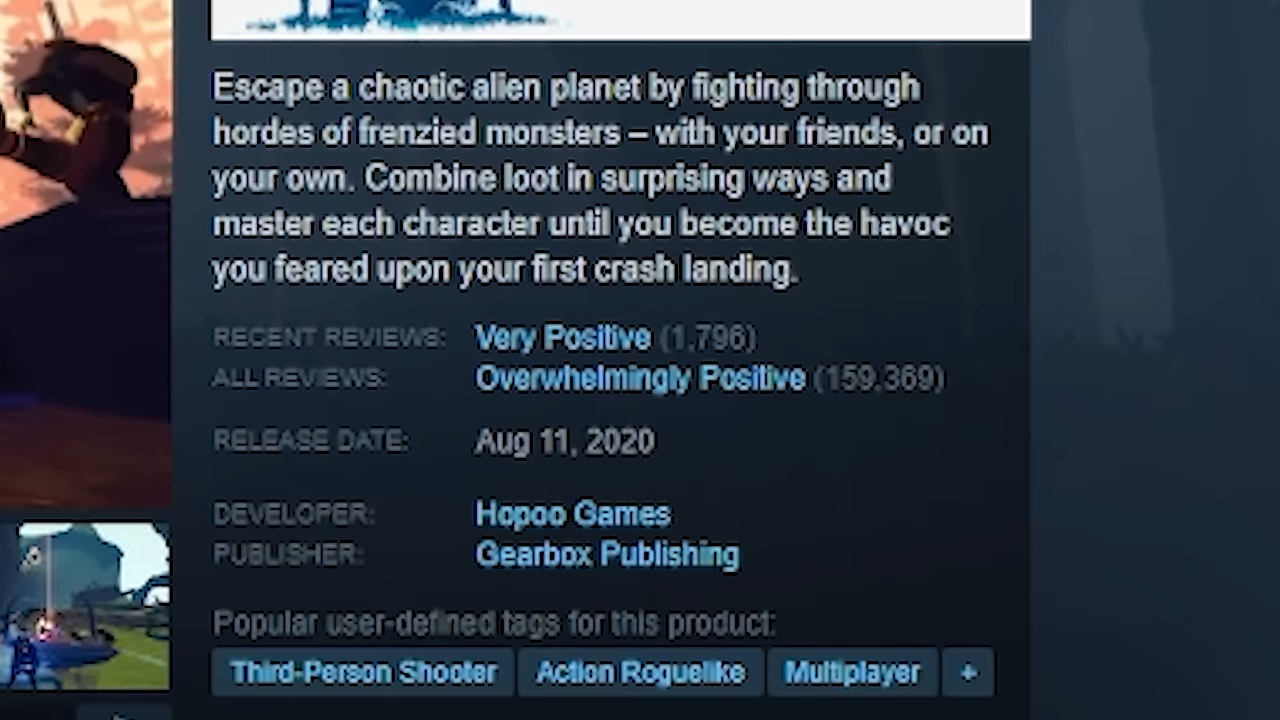 Escape a chaotic alien planet by fighting through
hordes of frenzied monsters – with your friends, or on
your own. Combine loot in surprising ways and
master each character until you become the havoc
you feared upon your first crash landing.
RECENT REVIEWS: Very Positive (1,796)
ALL REVIEWS: Overwhelmingly Positive (159,369)
RELEASE DATE: Aug 11, 2020
DEVELOPER: Hopoo Games
PUBLISHER: Gearbox Publishing
Popular user-defined tags for this product:
Third-Person Shooter Action Roguelike Multiplayer +